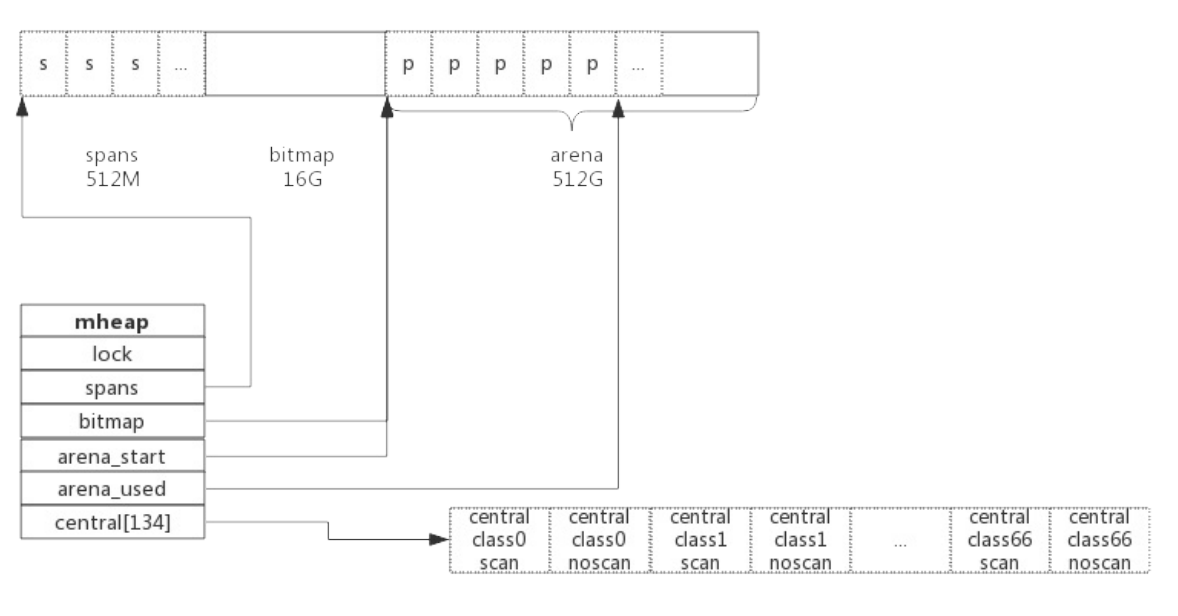 s s s ... p p p p p ...
spans
512M
bitmap
16G
arena
512G
mheap
lock
spans
bitmap
arena_start
arena_used
central[134]
central
class0
scan
central
class0
noscan
central
class1
scan
central
class1
noscan
...
central
class66
scan
central
class66
noscan